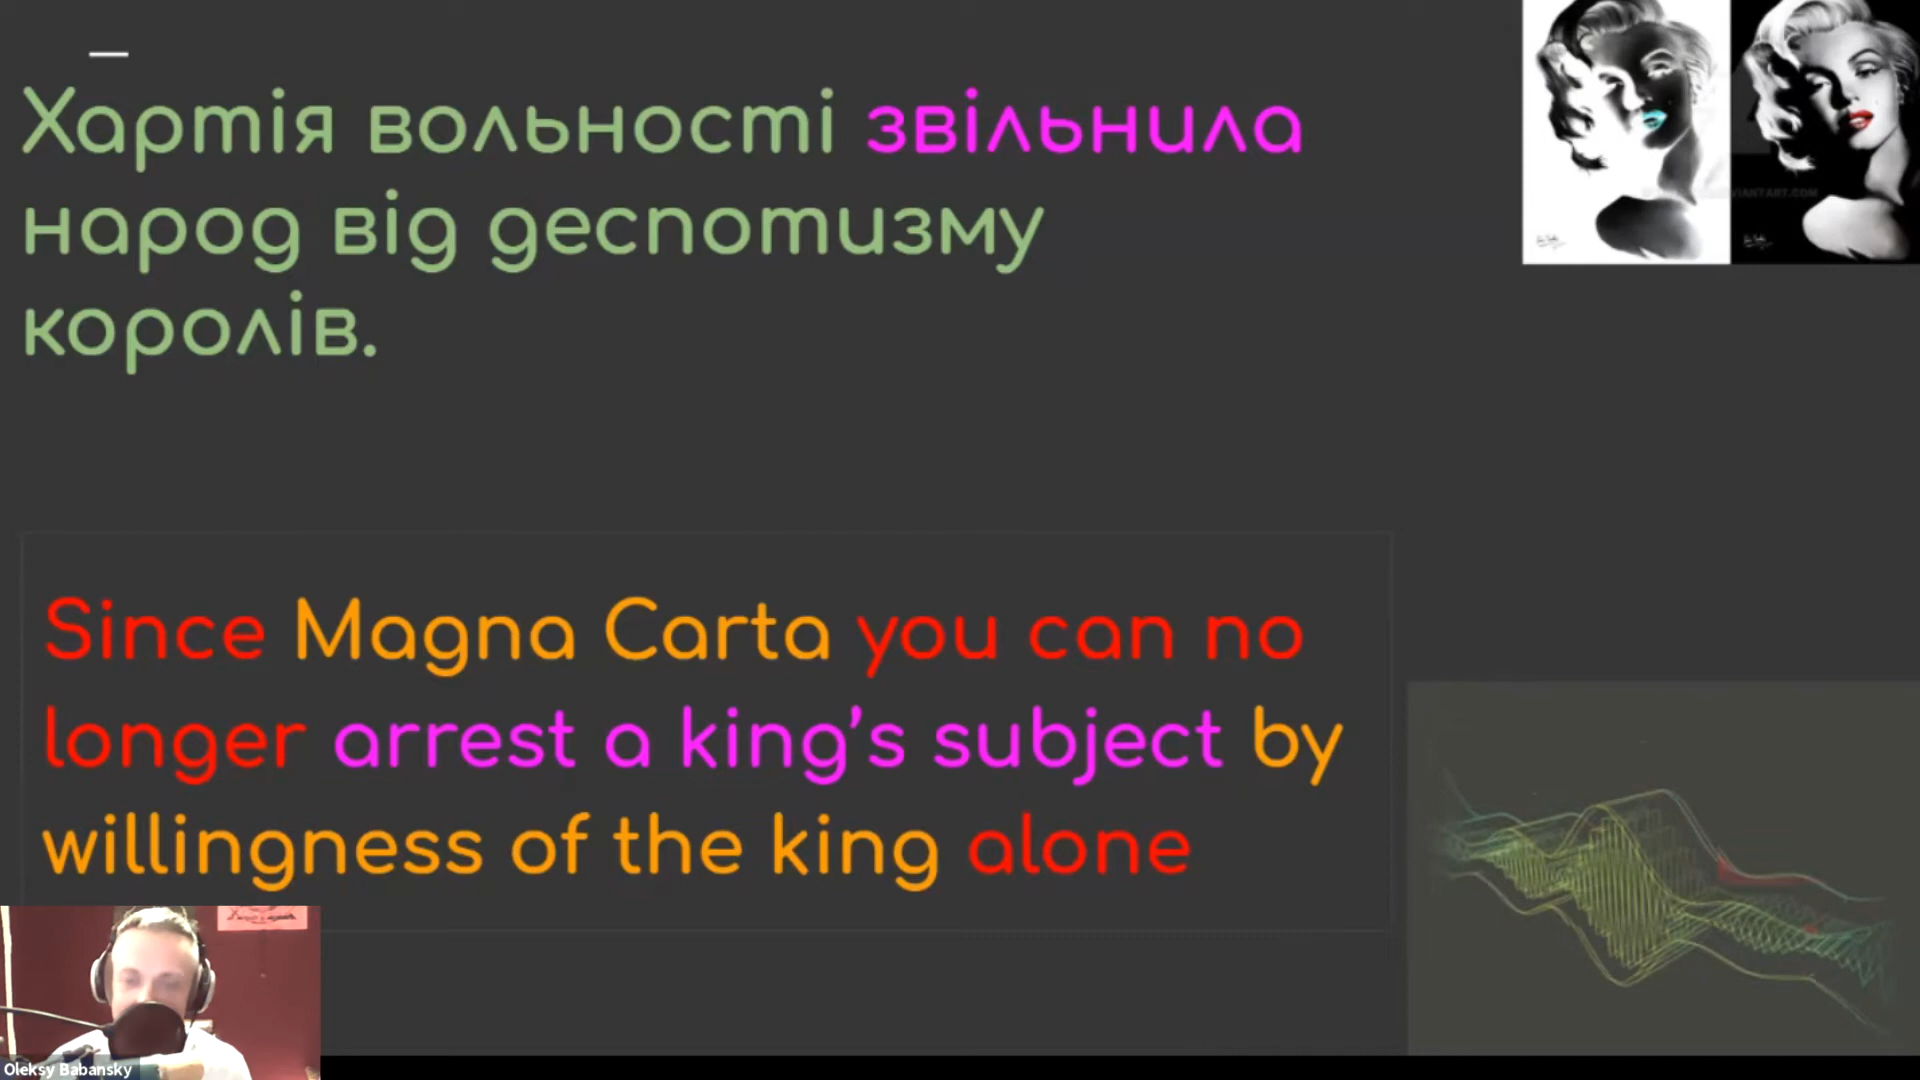 Хартія вольності звільнила
народ від деспотизму
королів.
Since Magna Carta you can no
longer arrest a king’s subject by
willingness of the king alone
Oleksy Babansky